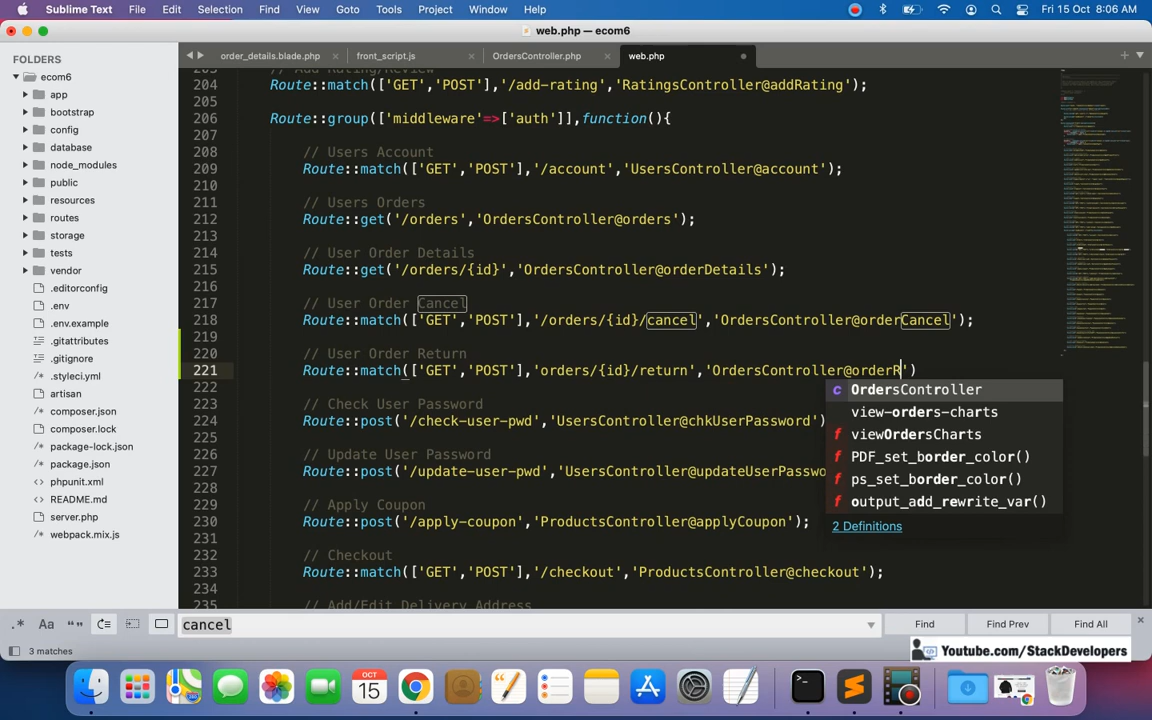 Sublime Text File Edit Selection Find View Goto Tools Project Window Help Fri 15 Oct 8:06 AM
web.php — ecom6
FOLDERS
ecom6
app
bootstrap
config
database
node_modules
public
resources
routes
storage
tests
vendor
.editorconfig
.env
.env.example
.gitattributes
.gitignore
.styleci.yml
artisan
composer.json
composer.lock
package-lock.json
package.json
phpunit.xml
README.md
server.php
webpack.mix.js
order_details.blade.php front_script.js OrdersController.php web.php
203 // Add Rating/Review
204 Route::match(['GET','POST'],'/add-rating','RatingsController@addRating');
205
206 Route::group(['middleware'=>['auth']],function(){
207
208 // Users Account
209 Route::match(['GET','POST'],'/account','UsersController@account');
210
211 // Users Orders
212 Route::get('/orders','OrdersController@orders');
213
214 // User Order Details
215 Route::get('/orders/{id}','OrdersController@orderDetails');
216
217 // User Order Cancel
218 Route::match(['GET','POST'],'/orders/{id}/cancel','OrdersController@orderCancel');
219
220 // User Order Return
221 Route::match(['GET','POST'],'orders/{id}/return','OrdersController@orderR')
222
223 // Check User Password
224 Route::post('/check-user-pwd','UsersController@chkUserPassword')
225
226 // Update User Password
227 Route::post('/update-user-pwd','UsersController@updateUserPasswo
228
229 // Apply Coupon
230 Route::post('/apply-coupon','ProductsController@applyCoupon');
231
232 // Checkout
233 Route::match(['GET','POST'],'/checkout','ProductsController@checkout');
234
235 // Add/Edit Delivery Address
c OrdersController
view-orders-charts
f viewOrdersCharts
f PDF_set_border_color()
f ps_set_border_color()
f output_add_rewrite_var()
2 Definitions
.* Aa “” cancel Find Find Prev Find All
3 matches
Youtube.com/StackDevelopers
OCT
15